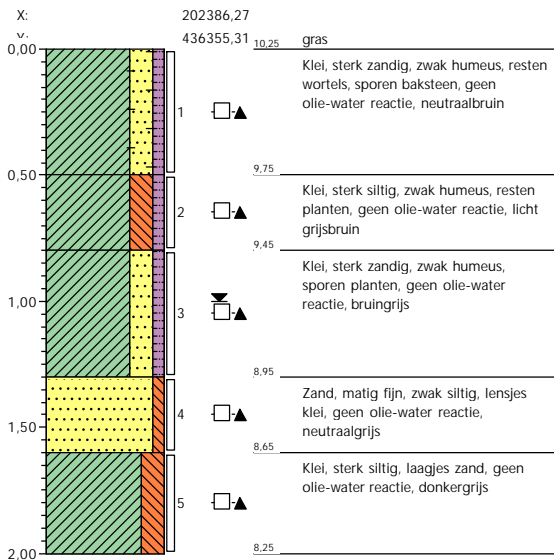 X: 202386,27
Y: 436355,31
0,00
10,25 gras
Klei, sterk zandig, zwak humeus, resten
wortels, sporen baksteen, geen
olie-water reactie, neutraalbruin
1
9,75
0,50
Klei, sterk siltig, zwak humeus, resten
planten, geen olie-water reactie, licht
grijsbruin
2
9,45
Klei, sterk zandig, zwak humeus,
sporen planten, geen olie-water
reactie, bruingrijs
1,00
3
8,95
Zand, matig fijn, zwak siltig, lensjes
klei, geen olie-water reactie,
neutraalgrijs
4
1,50
8,65
Klei, sterk siltig, laagjes zand, geen
olie-water reactie, donkergrijs
5
2,00
8,25